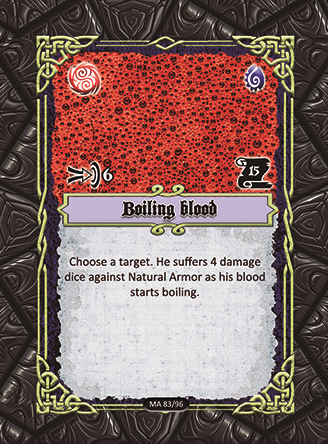 6
15
Boiling blood
Choose a target. He suffers 4 damage
dice against Natural Armor as his blood
starts boiling.
MA 83/96